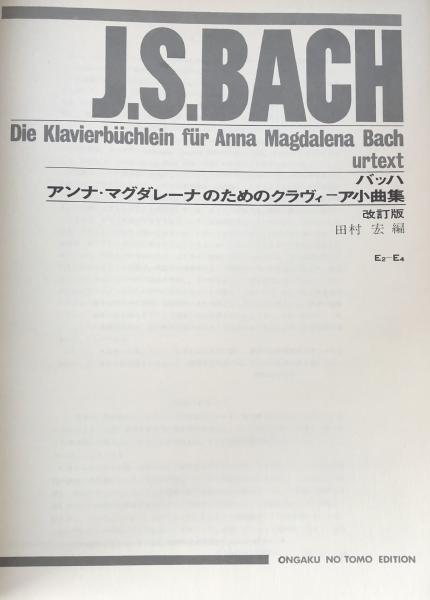 J.S.BACH
Die Klavierbüchlein für Anna Magdalena Bach
urtext
バッハ
アンナ・マグダレーナのためのクラヴィーア小曲集
改訂版
田村 宏 編
E₂–E₄
ONGAKU NO TOMO EDITION